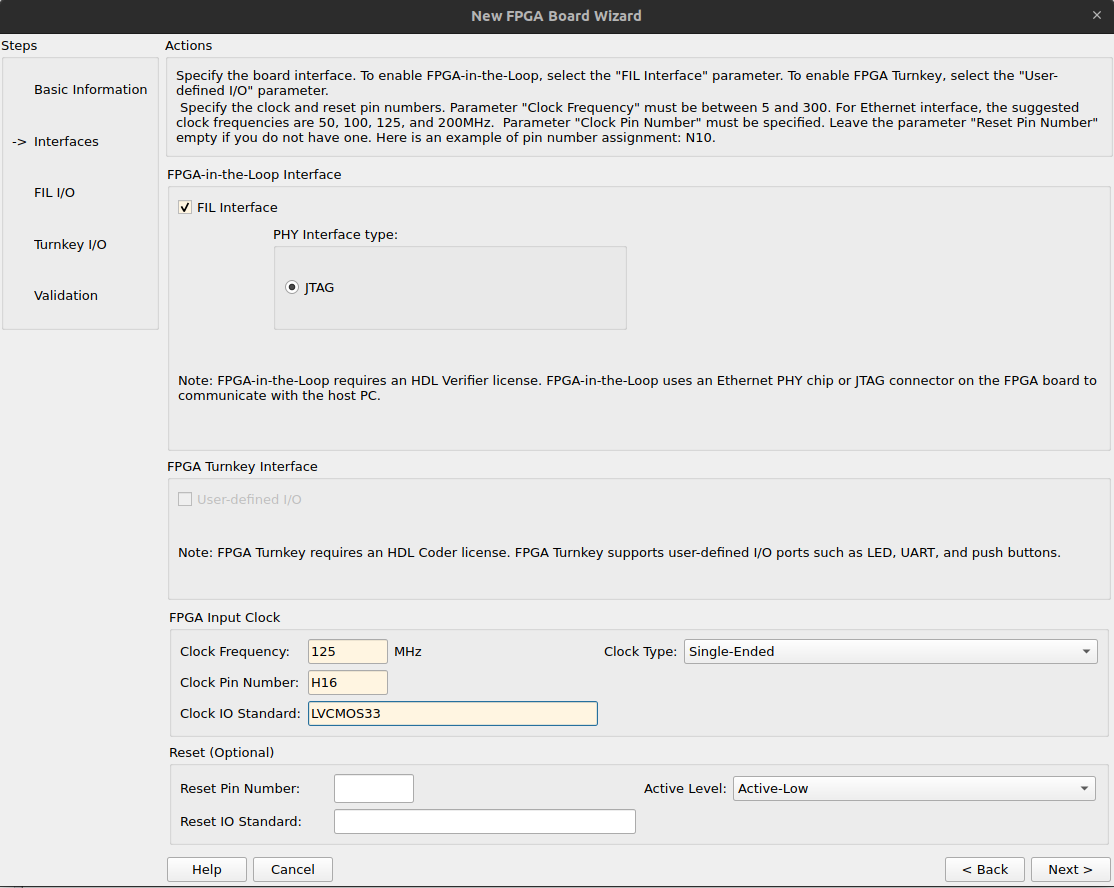 New FPGA Board Wizard
Steps
Basic Information
-> Interfaces
FIL I/O
Turnkey I/O
Validation
Actions
Specify the board interface. To enable FPGA-in-the-Loop, select the "FIL Interface" parameter. To enable FPGA Turnkey, select the "User-
defined I/O" parameter.
Specify the clock and reset pin numbers. Parameter "Clock Frequency" must be between 5 and 300. For Ethernet interface, the suggested
clock frequencies are 50, 100, 125, and 200MHz.  Parameter "Clock Pin Number" must be specified. Leave the parameter "Reset Pin Number"
empty if you do not have one. Here is an example of pin number assignment: N10.
FPGA-in-the-Loop Interface
FIL Interface
PHY Interface type:
JTAG
Note: FPGA-in-the-Loop requires an HDL Verifier license. FPGA-in-the-Loop uses an Ethernet PHY chip or JTAG connector on the FPGA board to
communicate with the host PC.
FPGA Turnkey Interface
User-defined I/O
Note: FPGA Turnkey requires an HDL Coder license. FPGA Turnkey supports user-defined I/O ports such as LED, UART, and push buttons.
FPGA Input Clock
Clock Frequency: 125 MHz Clock Type: Single-Ended
Clock Pin Number: H16
Clock IO Standard: LVCMOS33
Reset (Optional)
Reset Pin Number: Active Level: Active-Low
Reset IO Standard:
Help Cancel < Back Next >